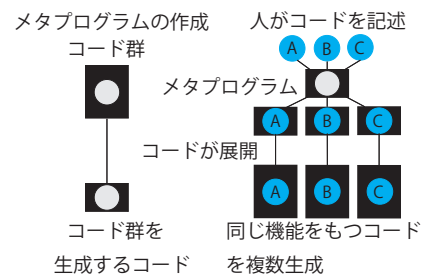 メタプログラムの作成
コード群
コード群を
生成するコード
人がコードを記述
A B C
メタプログラム
A B C
コードが展開
A B C
同じ機能をもつコード
を複数生成